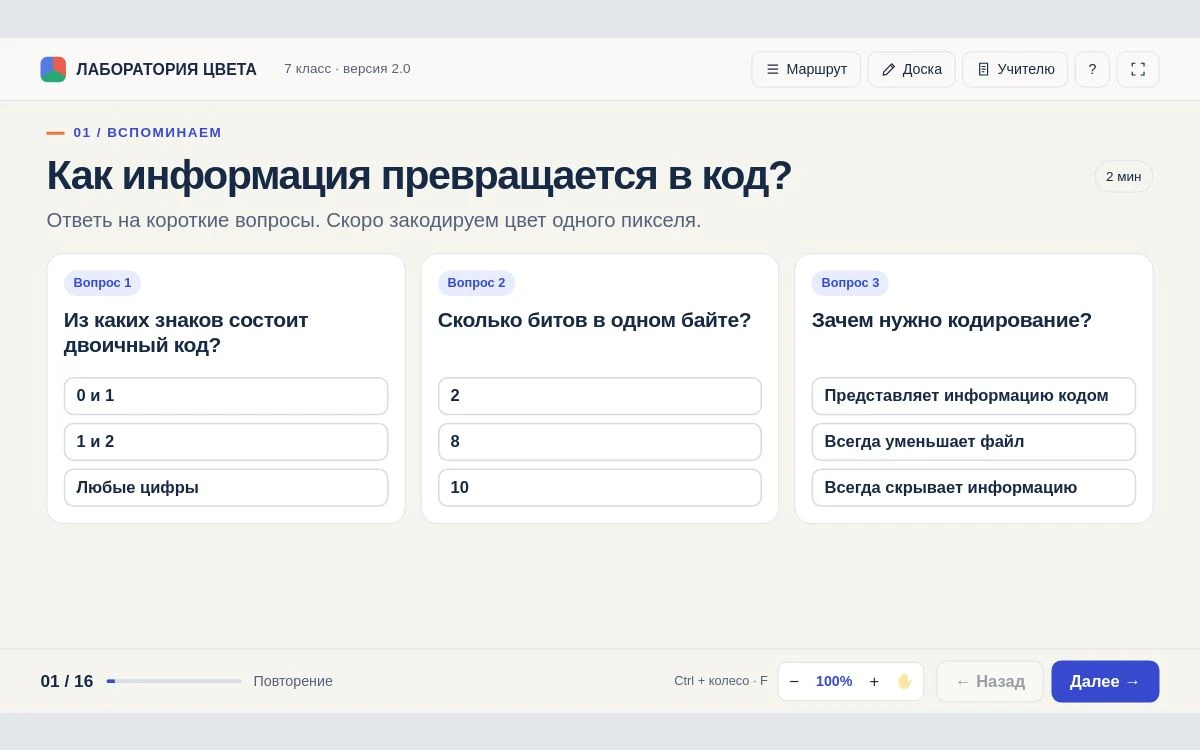 ЛАБОРАТОРИЯ ЦВЕТА
7 класс · версия 2.0
Маршрут
Доска
Учителю
?
01 / ВСПОМИНАЕМ
Как информация превращается в код?
2 мин
Ответь на короткие вопросы. Скоро закодируем цвет одного пикселя.
Вопрос 1
Из каких знаков состоит
двоичный код?
0 и 1
1 и 2
Любые цифры
Вопрос 2
Сколько битов в одном байте?
2
8
10
Вопрос 3
Зачем нужно кодирование?
Представляет информацию кодом
Всегда уменьшает файл
Всегда скрывает информацию
01 / 16
Повторение
Ctrl + колесо · F
− 100% +
← Назад
Далее →